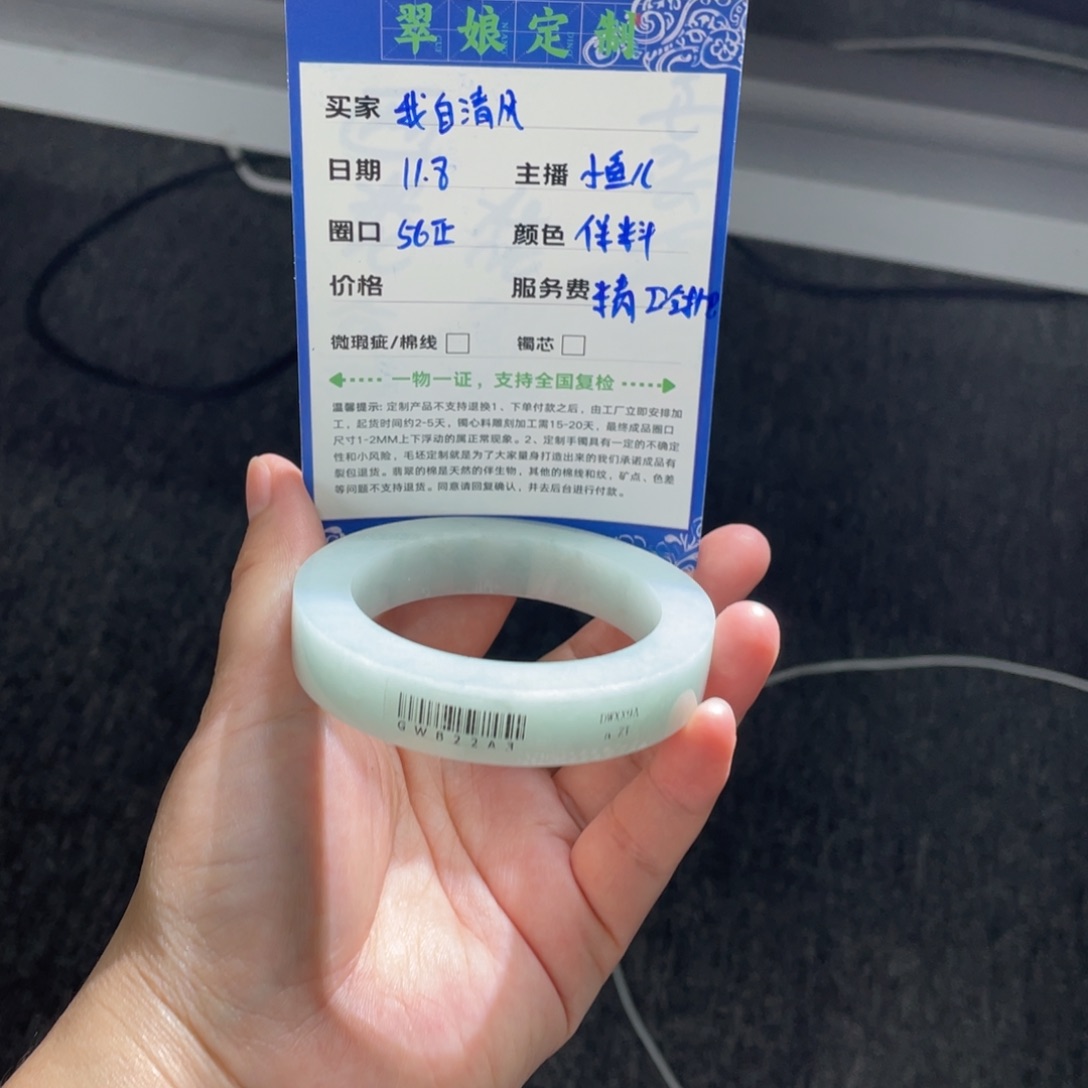 翠娘定制
买家 我自清风
日期 11.8 主播 小鱼儿
圈口 56正 颜色 保料
价格 服务费 精工
微瑕疵/棉线 镯芯
一物一证，支持全国复检
温馨提示: 定制产品不支持退换1、下单付款之后，由工厂立即安排加
工，起货时间约2-5天，镯心料雕刻加工需15-20天，最终成品圈口
尺寸1-2MM上下浮动的属正常现象。2、定制手镯具有一定的不确定
性和小风险，毛坯定制就是为了大家量身打造出来的我们承诺成品有
裂包退货。翡翠的棉是天然的伴生物，其他的棉线和纹，矿点、色差
等问题不支持退货。同意请回复确认，并去后台进行付款。
GW822A3